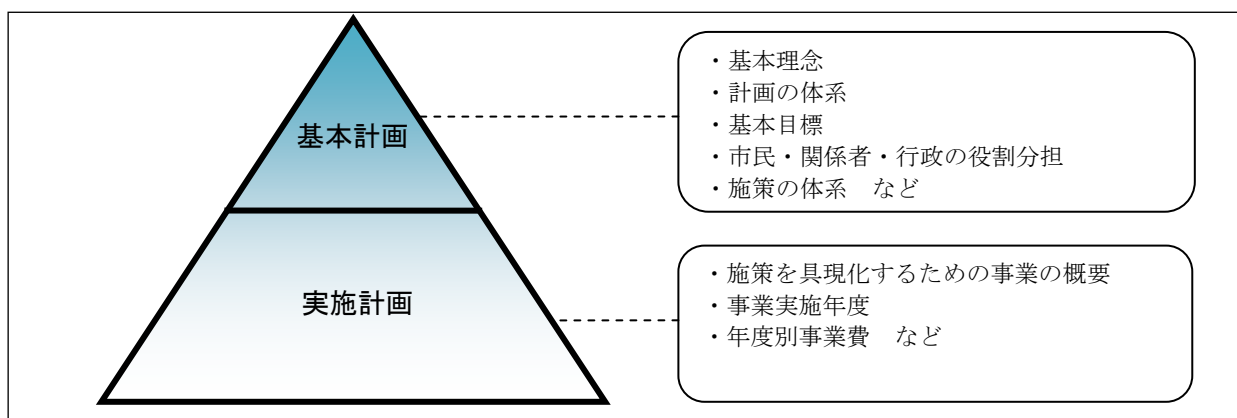 基本計画
・基本理念
・計画の体系
・基本目標
・市民・関係者・行政の役割分担
・施策の体系　など
実施計画
・施策を具現化するための事業の概要
・事業実施年度
・年度別事業費　など